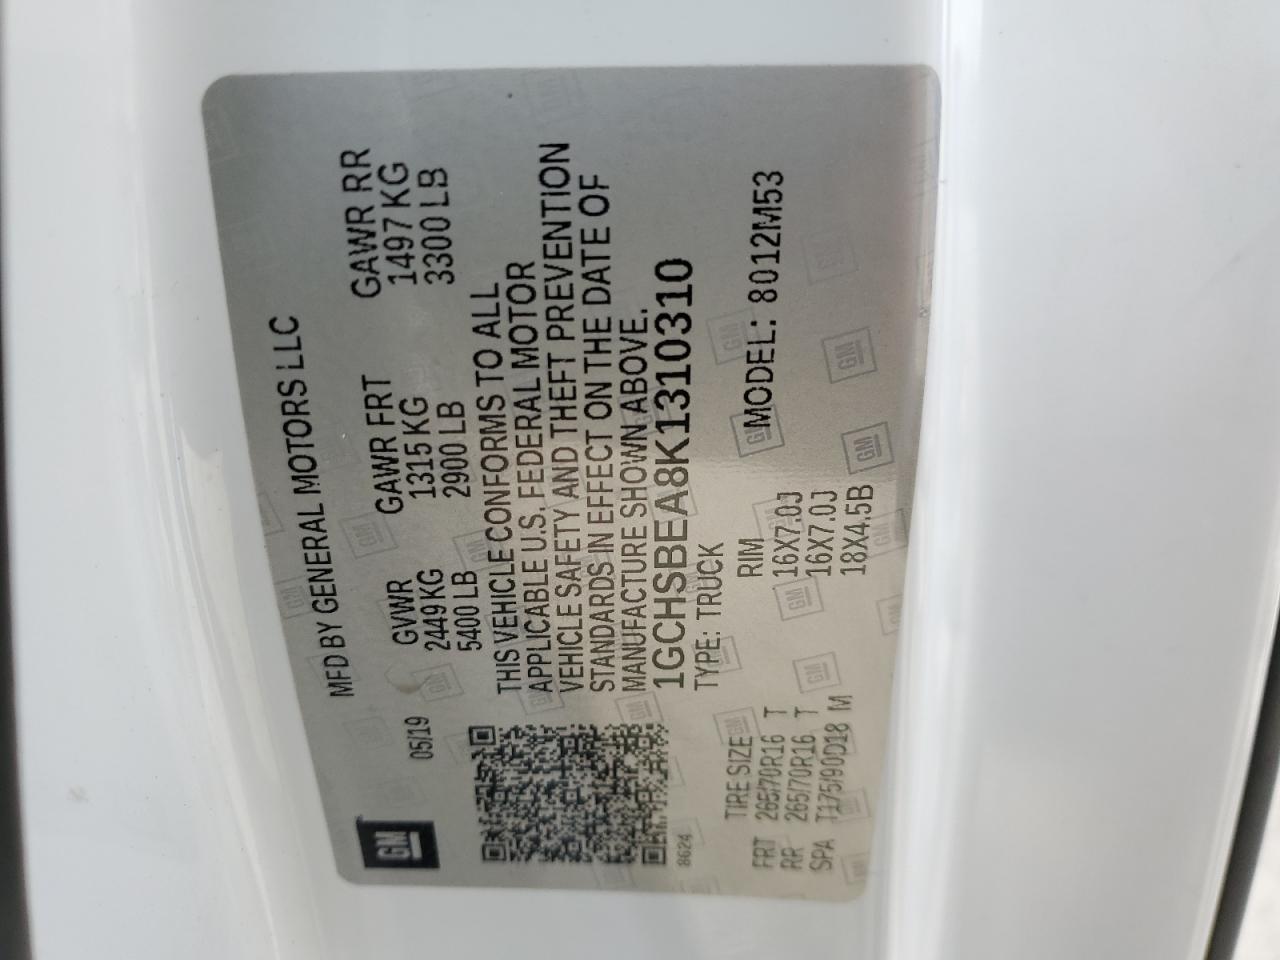 GM
MFD BY GENERAL MOTORS LLC
05/19
GVWR GAWR FRT GAWR RR
2449 KG 1315 KG 1497 KG
5400 LB 2900 LB 3300 LB
THIS VEHICLE CONFORMS TO ALL
APPLICABLE U.S. FEDERAL MOTOR
VEHICLE SAFETY AND THEFT PREVENTION
STANDARDS IN EFFECT ON THE DATE OF
MANUFACTURE SHOWN ABOVE.
1GCHSBEA8K1310310
8624
TYPE: TRUCK
MODEL: 8012M53
TIRE SIZE RIM
FRT 265/70R16 T 16X7.0J
RR 265/70R16 T 16X7.0J
SPA T175/90D18 M 18X4.5B